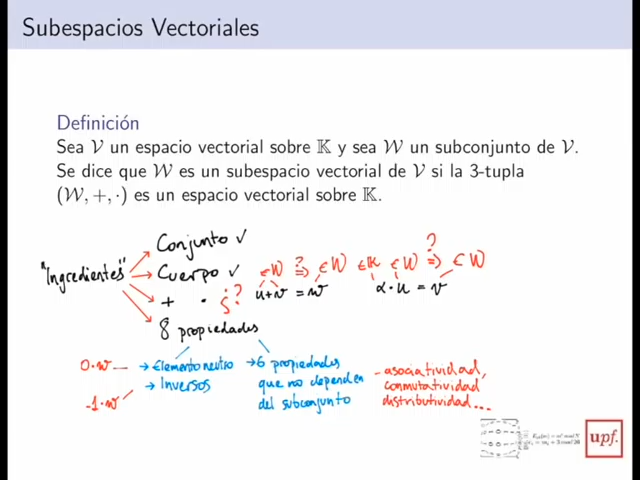 Subespacios Vectoriales
Definición
Sea 𝒱 un espacio vectorial sobre 𝕂 y sea 𝒲 un subconjunto de 𝒱.
Se dice que 𝒲 es un subespacio vectorial de 𝒱 si la 3-tupla
(𝒲, +, ·) es un espacio vectorial sobre 𝕂.
"Ingredientes"
Conjunto ✓
Cuerpo ✓
+ · ¿?
8 propiedades
∈W ?⇒ ∈W
u+v = w
∈K ∈W ?⇒ ∈W
α·u = v
0·w
-1·w
→ Elemento neutro
→ Inversos
→ 6 propiedades
que no dependen
del subconjunto
- asociatividad,
conmutatividad
distributividad...
upf.